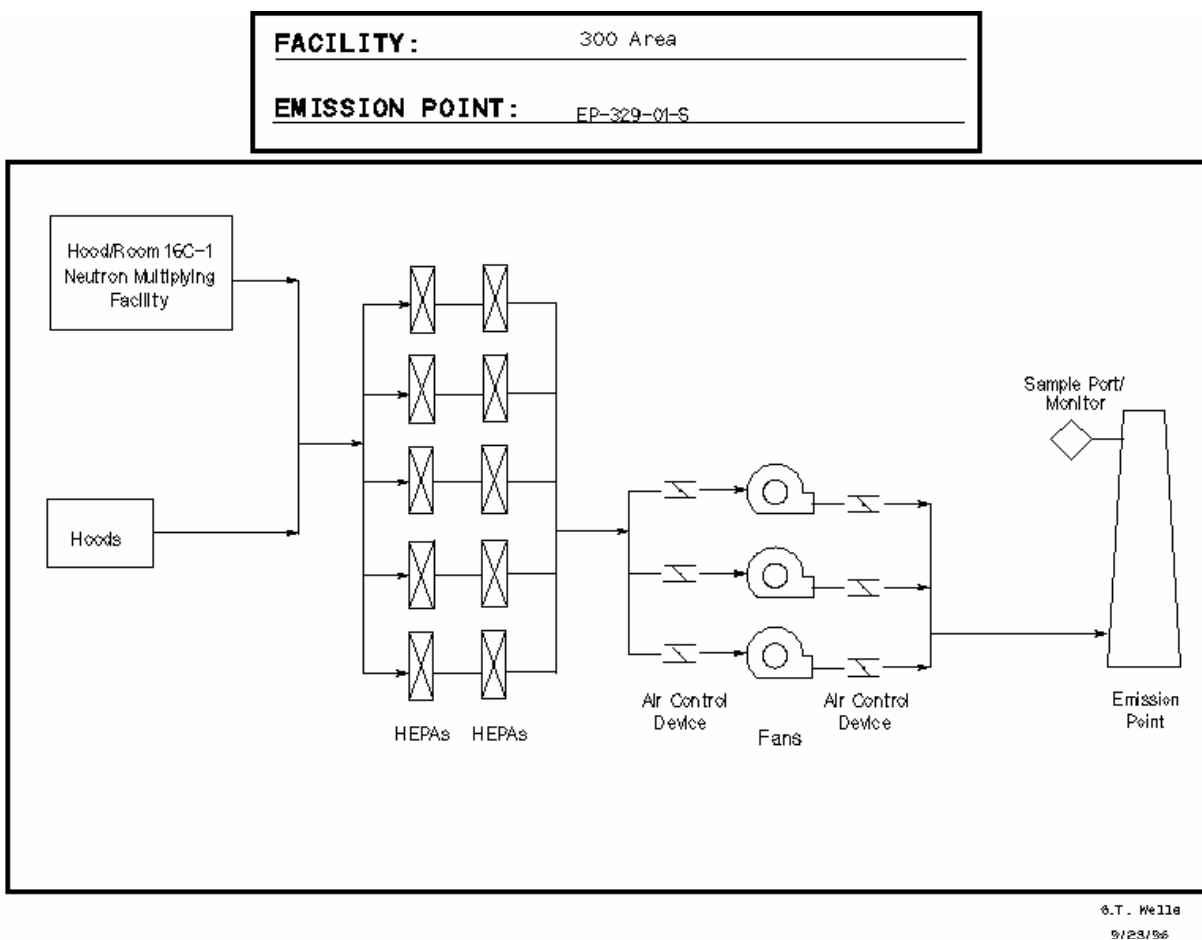 FACILITY: 300 Area
EMISSION POINT: EP-329-01-S
Hood/Room 16C-1
Neutron Multiplying
Facility
Hoods
Sample Port/
Monitor
HEPAs HEPAs
Air Control
Device
Fans
Air Control
Device
Emission
Point
G.T. Wells
9/23/96